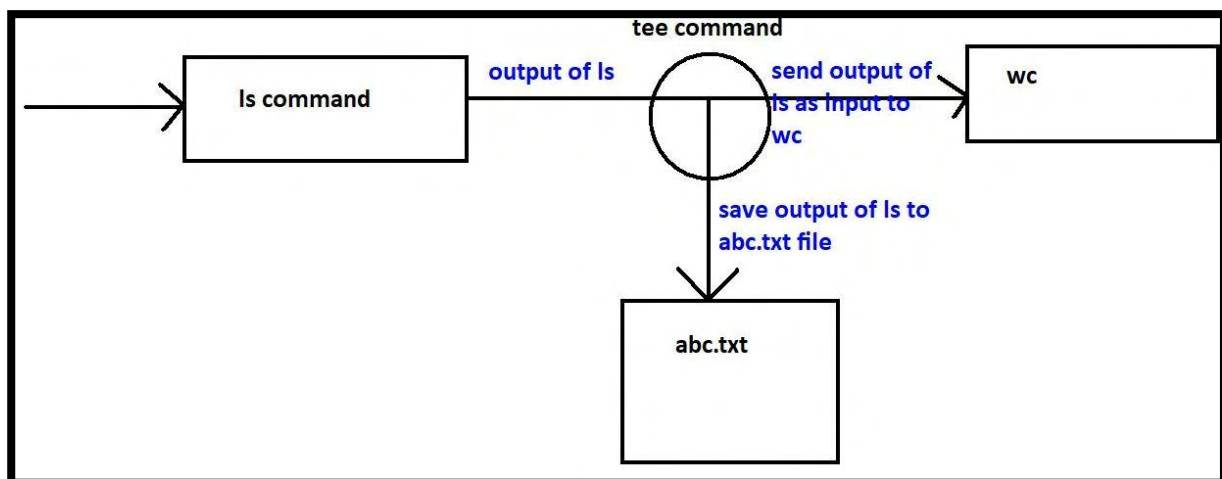 tee command
ls command
output of ls
send output of
ls as input to
wc
wc
save output of ls to
abc.txt file
abc.txt